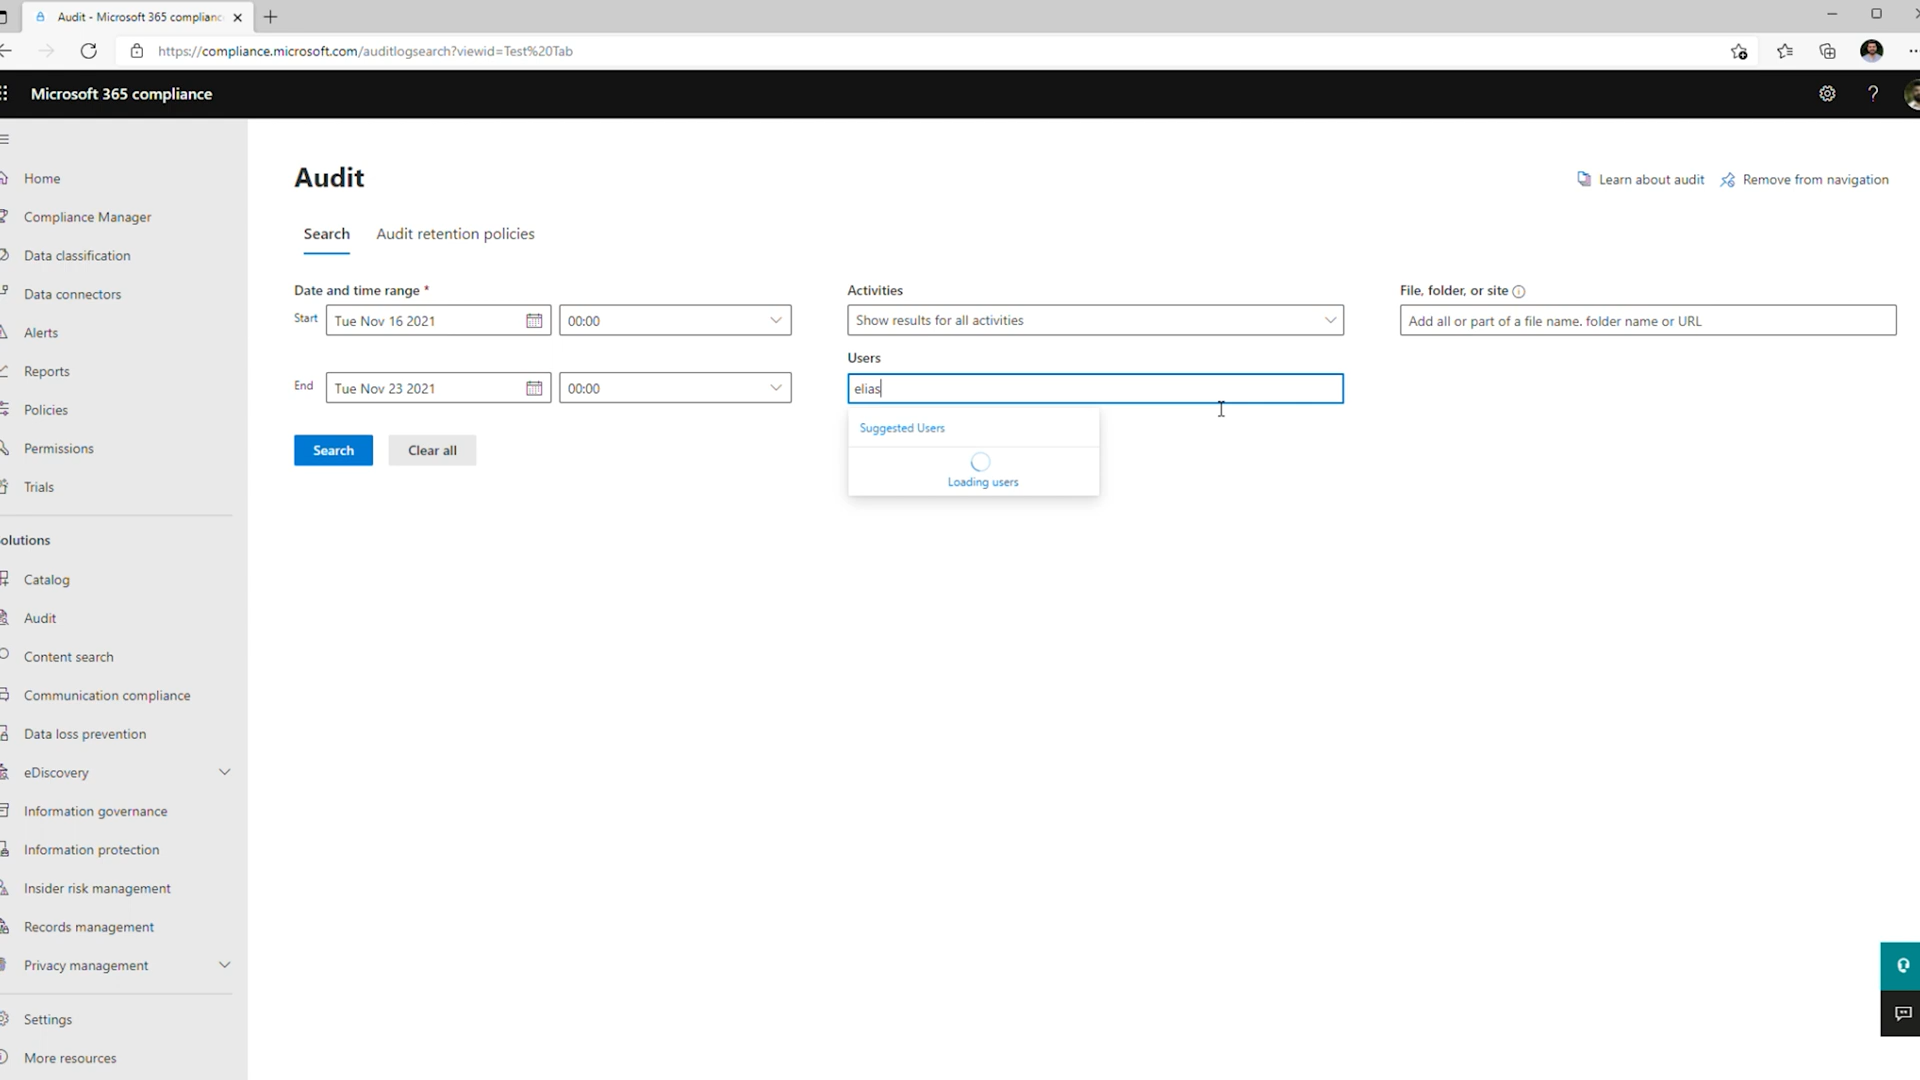 Audit - Microsoft 365 complianc
https://compliance.microsoft.com/auditlogsearch?viewid=Test%20Tab
Microsoft 365 compliance
Home
Compliance Manager
Data classification
Data connectors
Alerts
Reports
Policies
Permissions
Trials
olutions
Catalog
Audit
Content search
Communication compliance
Data loss prevention
eDiscovery
Information governance
Information protection
Insider risk management
Records management
Privacy management
Settings
More resources
Audit
Learn about audit
Remove from navigation
Search
Audit retention policies
Date and time range *
Start
Tue Nov 16 2021
00:00
End
Tue Nov 23 2021
00:00
Search
Clear all
Activities
Show results for all activities
Users
elias
Suggested Users
Loading users
File, folder, or site
Add all or part of a file name. folder name or URL